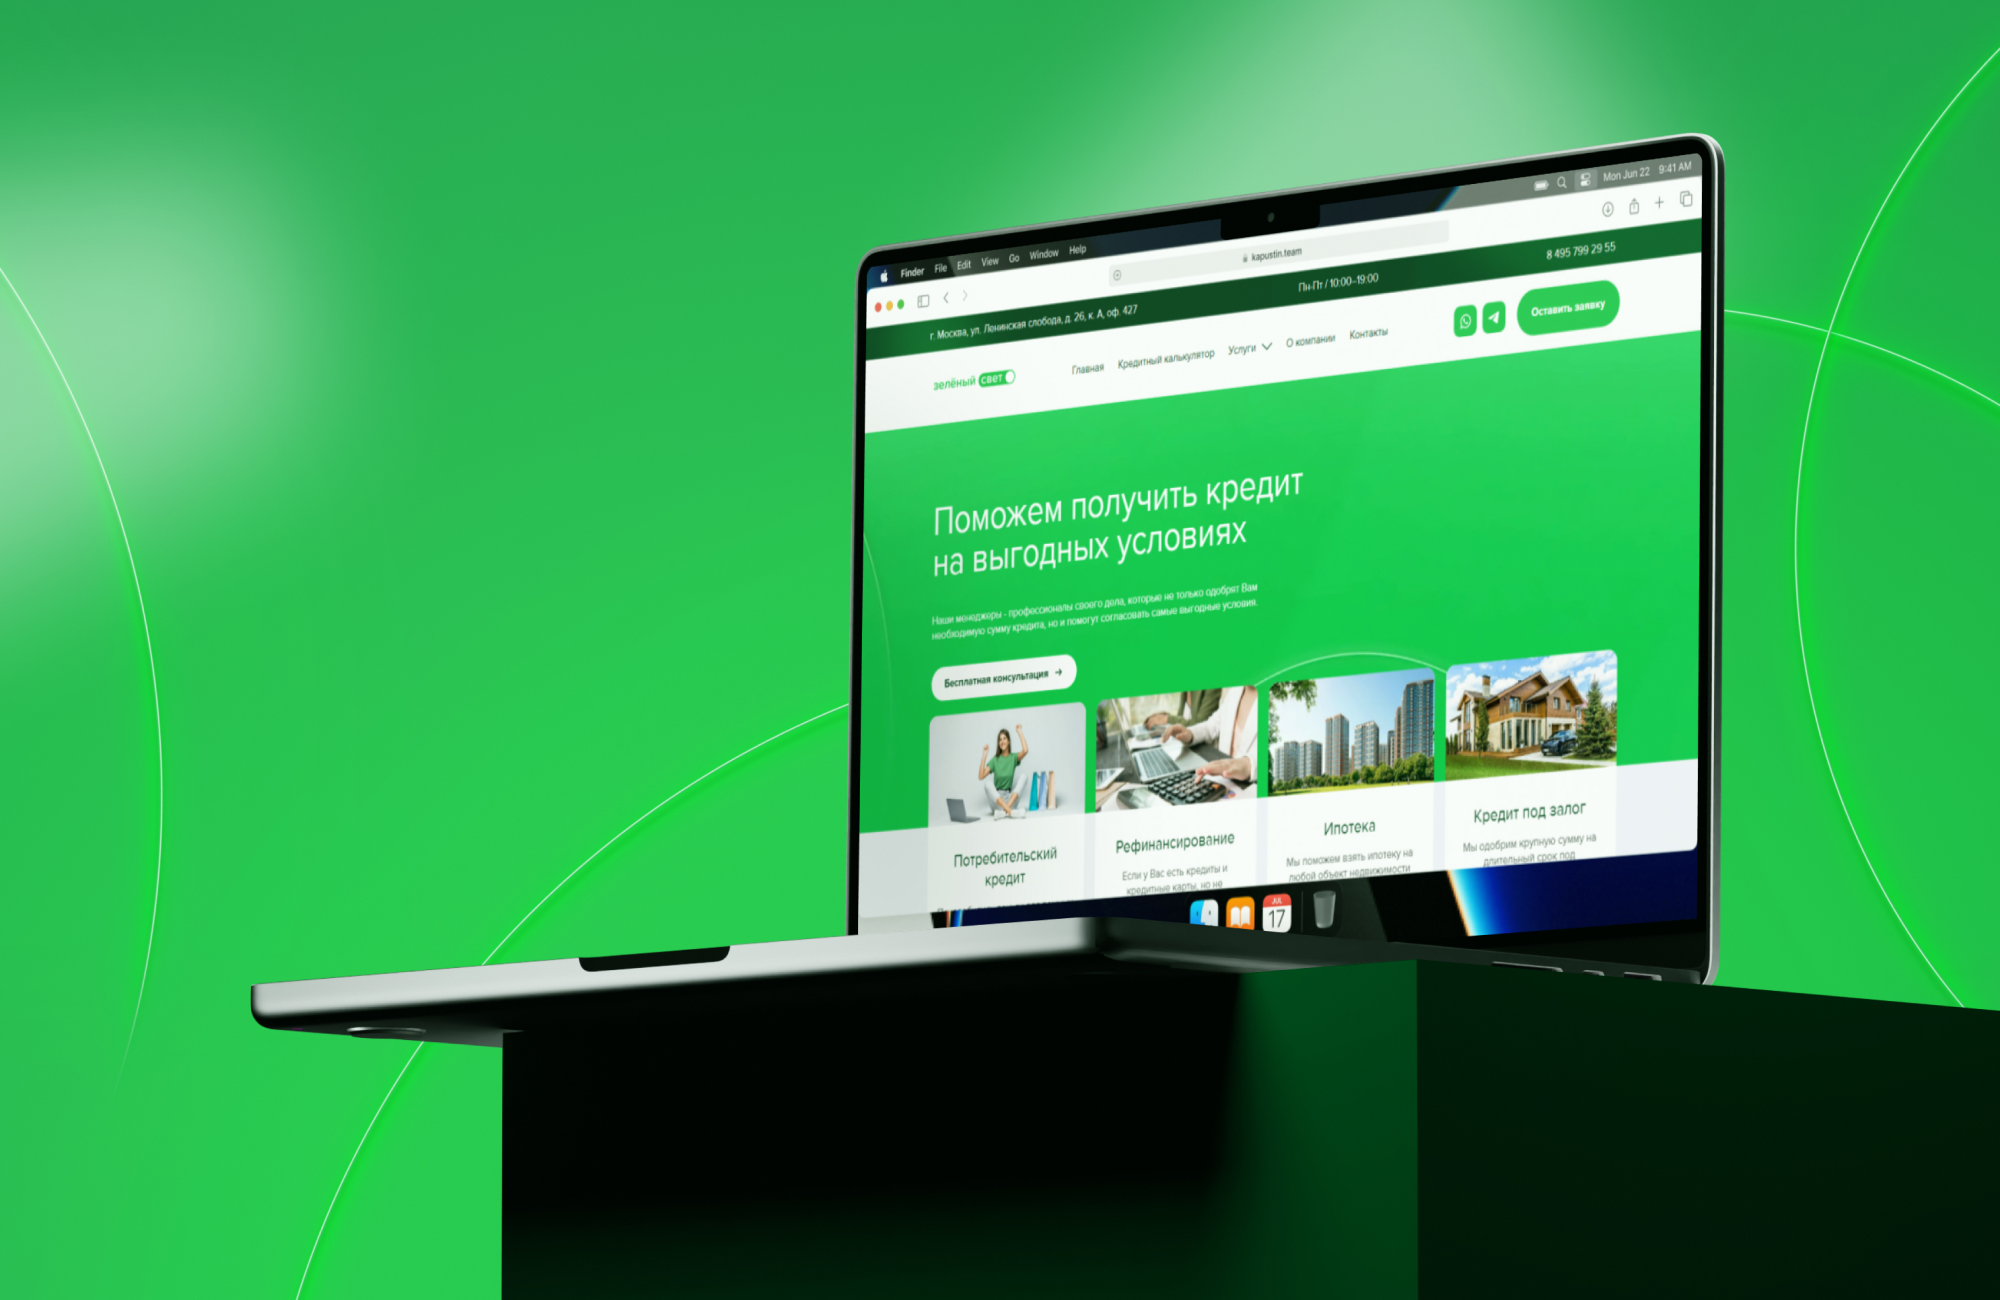 Finder File Edit View Go Window Help
Mon Jun 22 9:41 AM
kapustin.team
г. Москва, ул. Ленинская слобода, д. 26, к. А, оф. 427
Пн-Пт / 10:00–19:00
8 495 799 29 55
зелёный свет
Главная Кредитный калькулятор Услуги О компании Контакты
Оставить заявку
Поможем получить кредит
на выгодных условиях
Наши менеджеры - профессионалы своего дела, которые не только одобрят Вам
необходимую сумму кредита, но и помогут согласовать самые выгодные условия.
Бесплатная консультация →
Потребительский
кредит
Рефинансирование
Если у Вас есть кредиты и
кредитные карты, но не
Ипотека
Мы поможем взять ипотеку на
любой объект недвижимости
Кредит под залог
Мы одобрим крупную сумму на
длительный срок под
JUL
17